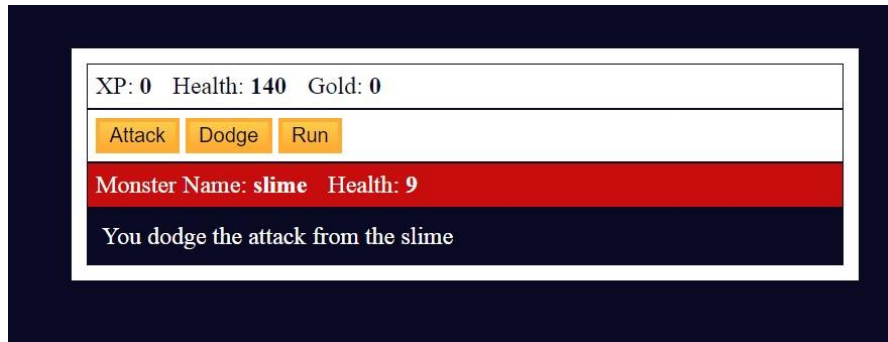 XP: 0 Health: 140 Gold: 0
Attack Dodge Run
Monster Name: slime Health: 9
You dodge the attack from the slime